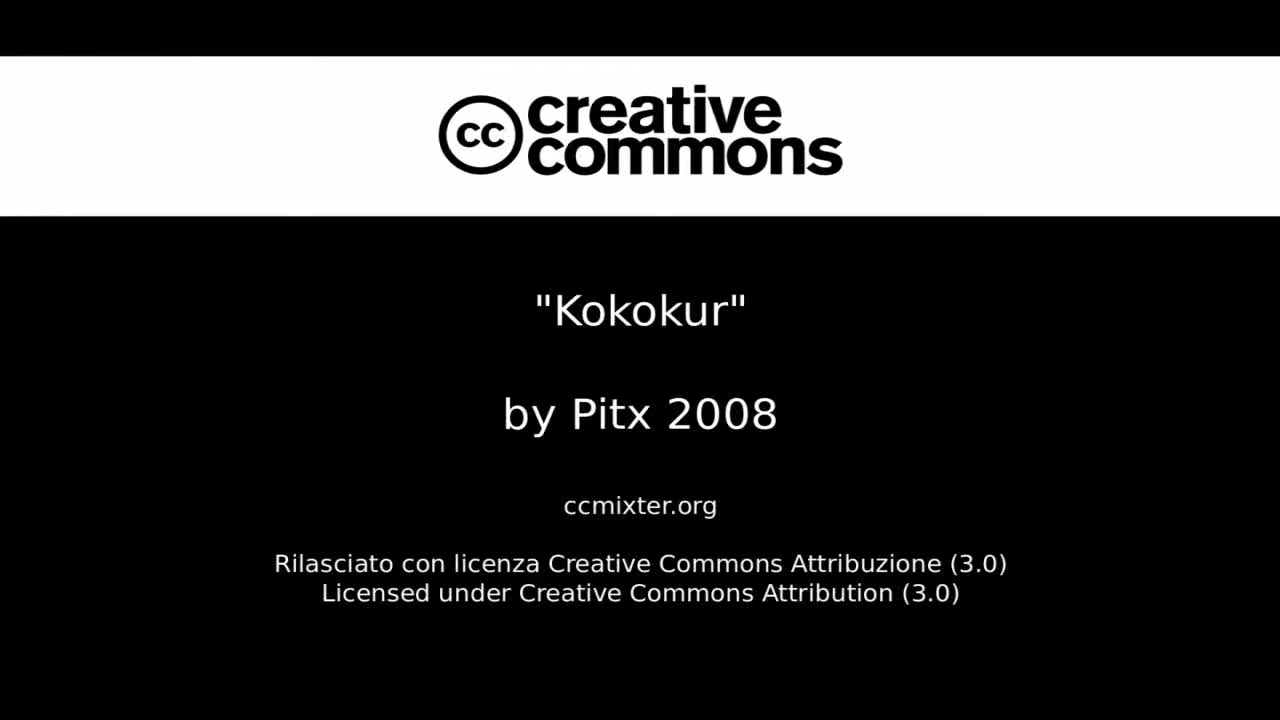 cc creative
commons
"Kokokur"
by Pitx 2008
ccmixter.org
Rilasciato con licenza Creative Commons Attribuzione (3.0)
Licensed under Creative Commons Attribution (3.0)